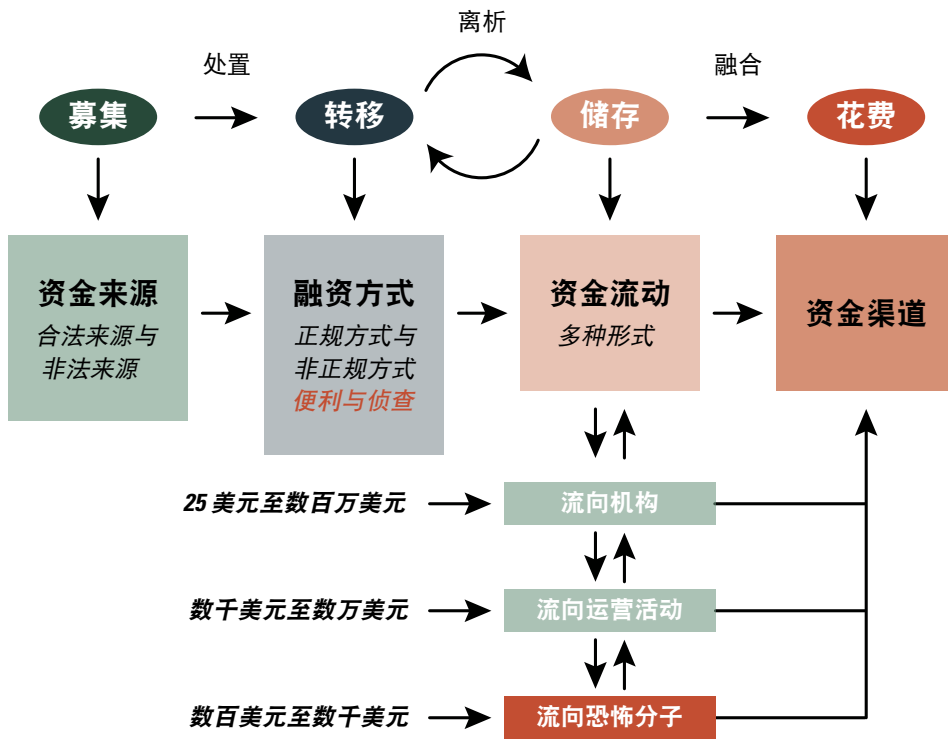 离析
处置
融合
募集
转移
储存
花费
资金来源
合法来源与
非法来源
融资方式
正规方式与
非正规方式
便利与侦查
资金流动
多种形式
资金渠道
25 美元至数百万美元
流向机构
数千美元至数万美元
流向运营活动
数百美元至数千美元
流向恐怖分子